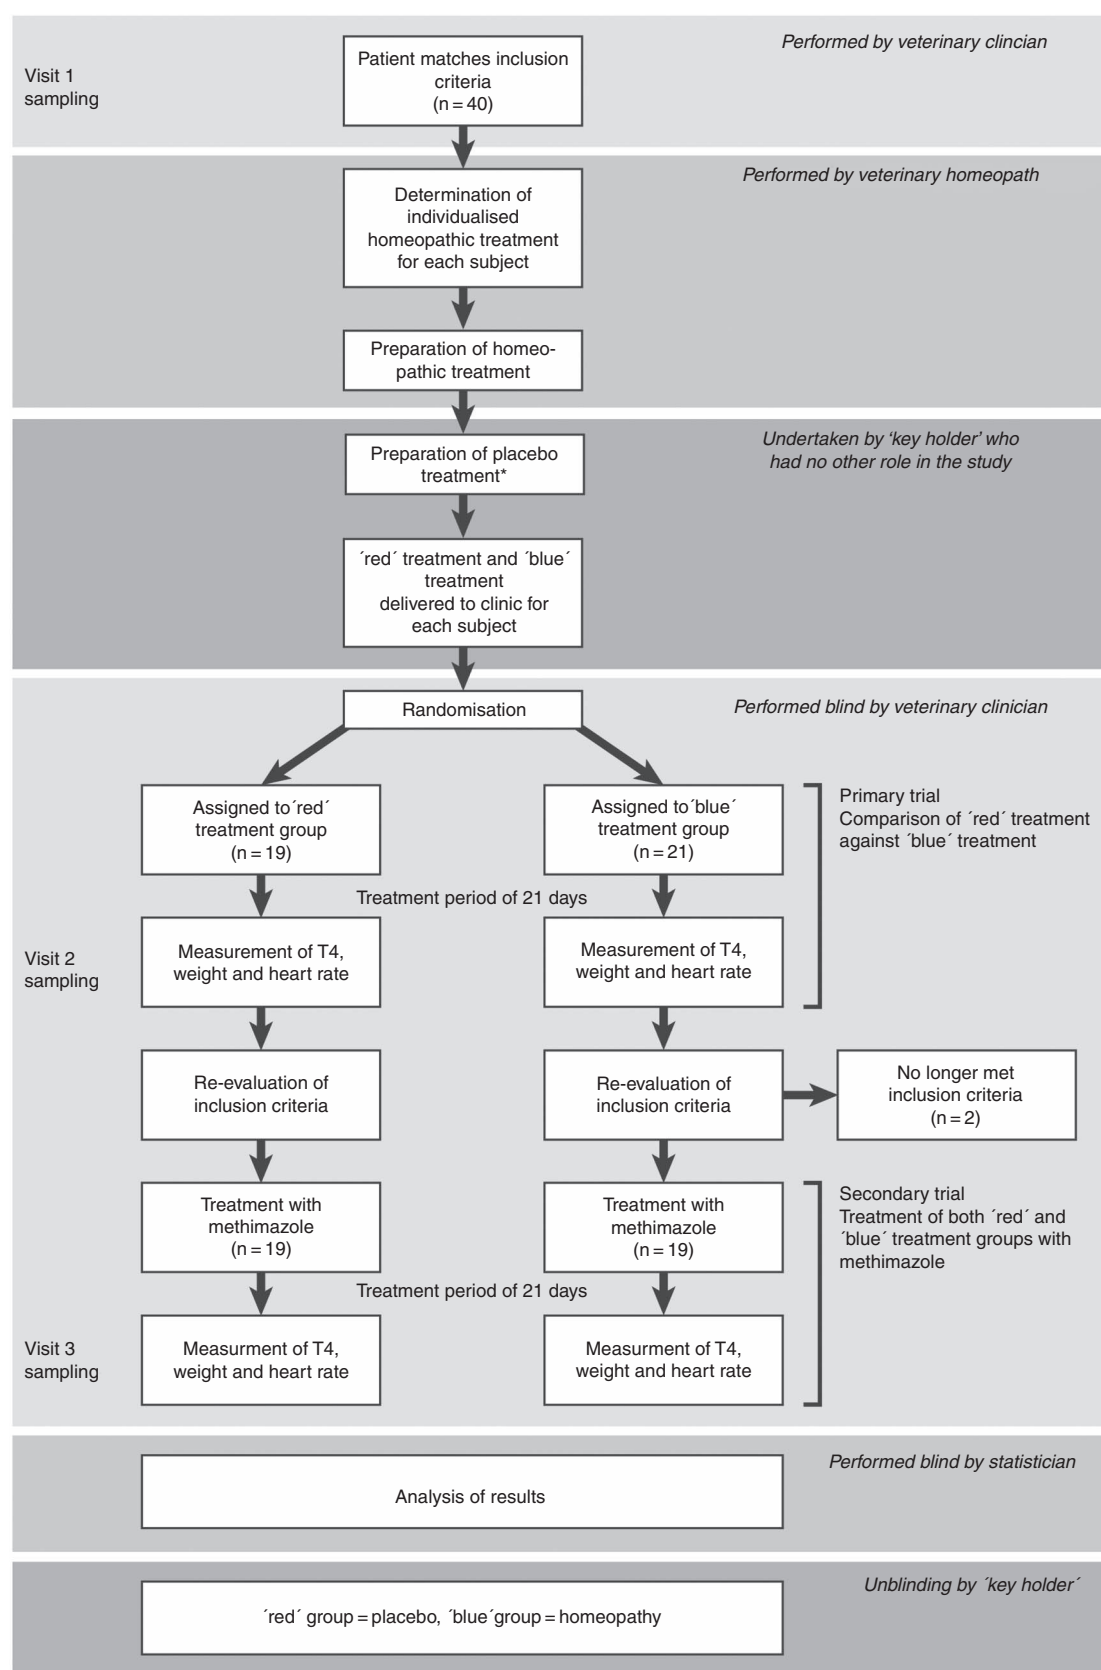 Performed by veterinary clincian
Visit 1
sampling
Patient matches inclusion
criteria
(n = 40)
Performed by veterinary homeopath
Determination of
individualised
homeopathic treatment
for each subject
Preparation of homeo-
pathic treatment
Undertaken by ‘key holder’ who
had no other role in the study
Preparation of placebo
treatment*
´red´ treatment and ´blue´
treatment
delivered to clinic for
each subject
Randomisation
Performed blind by veterinary clinician
Assigned to ´red´
treatment group
(n = 19)
Assigned to ´blue´
treatment group
(n = 21)
Primary trial
Comparison of ´red´ treatment
against ´blue´ treatment
Treatment period of 21 days
Visit 2
sampling
Measurement of T4,
weight and heart rate
Measurement of T4,
weight and heart rate
Re-evaluation of
inclusion criteria
Re-evaluation of
inclusion criteria
No longer met
inclusion criteria
(n = 2)
Treatment with
methimazole
(n = 19)
Treatment with
methimazole
(n = 19)
Secondary trial
Treatment of both ´red´ and
´blue´ treatment groups with
methimazole
Treatment period of 21 days
Visit 3
sampling
Measurment of T4,
weight and heart rate
Measurment of T4,
weight and heart rate
Performed blind by statistician
Analysis of results
Unblinding by ´key holder´
´red´ group = placebo, ´blue´group = homeopathy